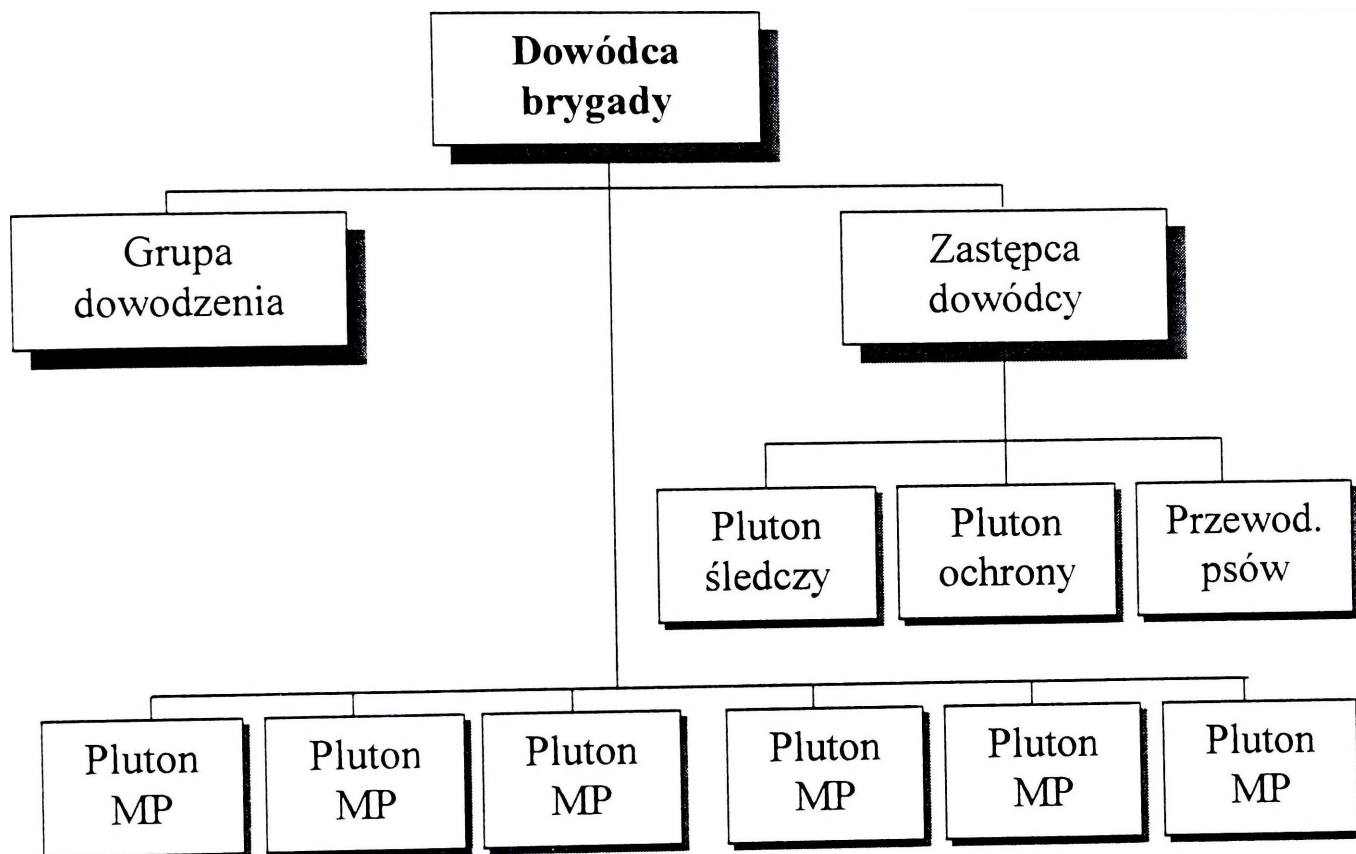 Dowódca
brygady
Grupa
dowodzenia
Zastępca
dowódcy
Pluton
śledczy
Pluton
ochrony
Przewod.
psów
Pluton
MP
Pluton
MP
Pluton
MP
Pluton
MP
Pluton
MP
Pluton
MP